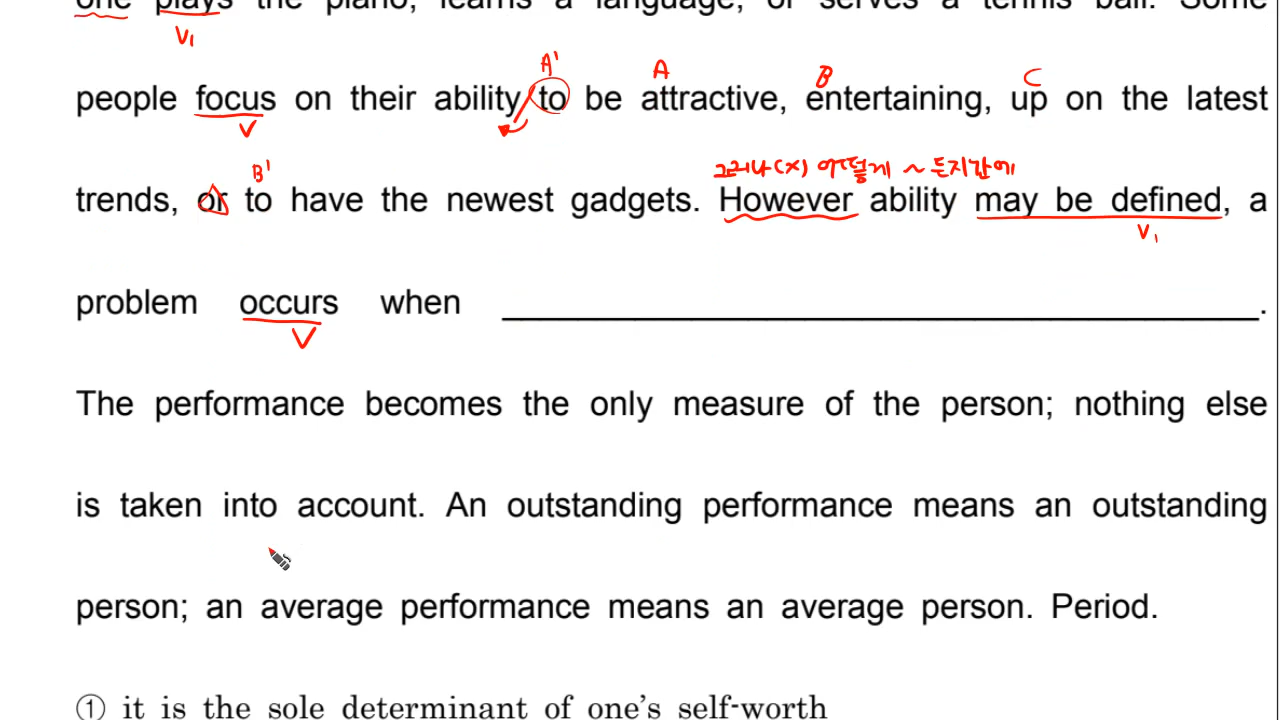 one plays the piano, learns a language, or serves a tennis ball. Some
V₁
A' A B C
people focus on their ability to be attractive, entertaining, up on the latest
V
B' 그러나(x) 어떻게 ~ 든지간에
trends, or to have the newest gadgets. However ability may be defined, a
V₁
problem occurs when ________________________________________.
V
The performance becomes the only measure of the person; nothing else
is taken into account. An outstanding performance means an outstanding
person; an average performance means an average person. Period.
① it is the sole determinant of one's self-worth